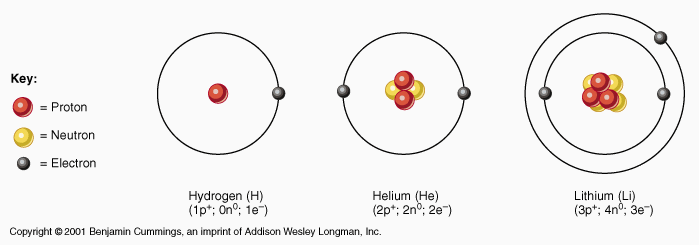 Key:
= Proton
= Neutron
= Electron
Hydrogen (H)
(1p⁺; 0n⁰; 1e⁻)
Helium (He)
(2p⁺; 2n⁰; 2e⁻)
Lithium (Li)
(3p⁺; 4n⁰; 3e⁻)
Copyright © 2001 Benjamin Cummings, an imprint of Addison Wesley Longman, Inc.